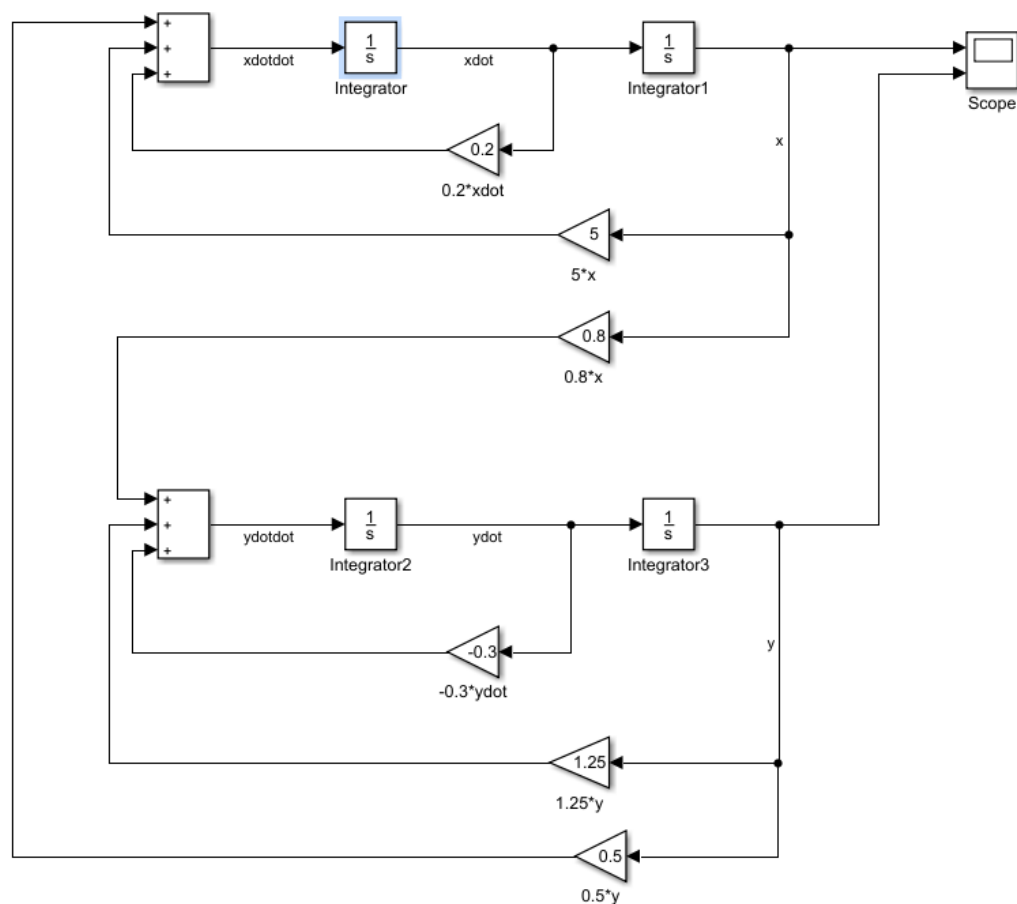 +
+
+
xdotdot
1
s
Integrator
xdot
1
s
Integrator1
Scope
0.2
0.2*xdot
x
5
5*x
0.8
0.8*x
+
+
+
ydotdot
1
s
Integrator2
ydot
1
s
Integrator3
-0.3
-0.3*ydot
y
1.25
1.25*y
0.5
0.5*y